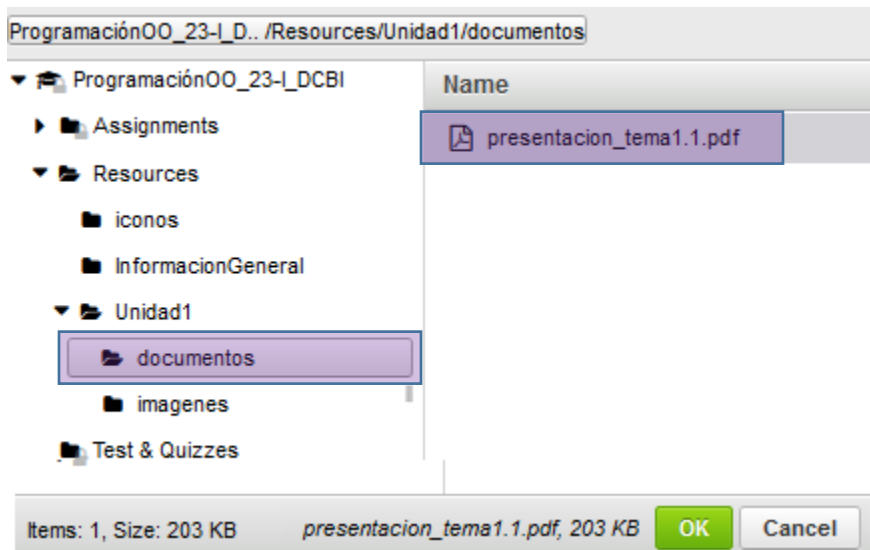 ProgramaciónOO_23-I_D.. /Resources/Unidad1/documentos
ProgramaciónOO_23-I_DCBI
Assignments
Resources
iconos
InformacionGeneral
Unidad1
documentos
imagenes
Test & Quizzes
Name
presentacion_tema1.1.pdf
Items: 1, Size: 203 KB
presentacion_tema1.1.pdf, 203 KB
OK
Cancel